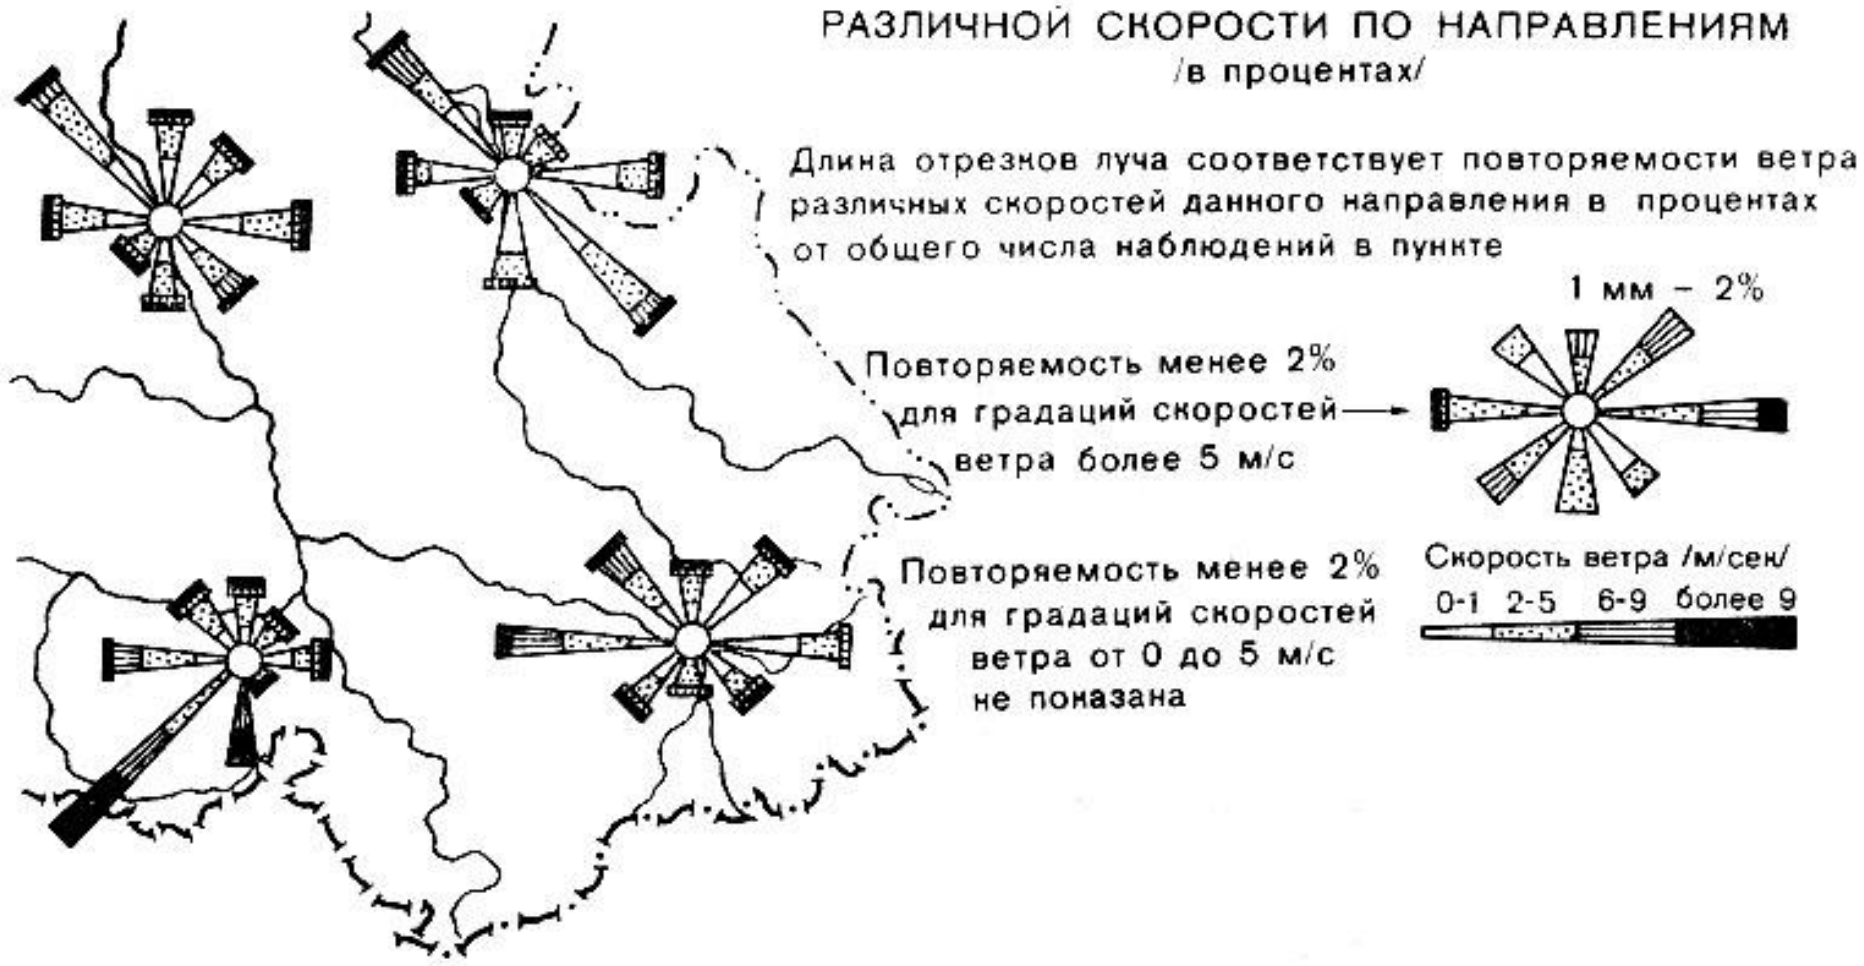 РАЗЛИЧНОЙ СКОРОСТИ ПО НАПРАВЛЕНИЯМ
/в процентах/
Длина отрезков луча соответствует повторяемости ветра
различных скоростей данного направления в процентах
от общего числа наблюдений в пункте
1 мм – 2%
Повторяемость менее 2%
для градаций скоростей
ветра более 5 м/с
Повторяемость менее 2%
для градаций скоростей
ветра от 0 до 5 м/с
не показана
Скорость ветра /м/сек/
0-1 2-5 6-9 более 9